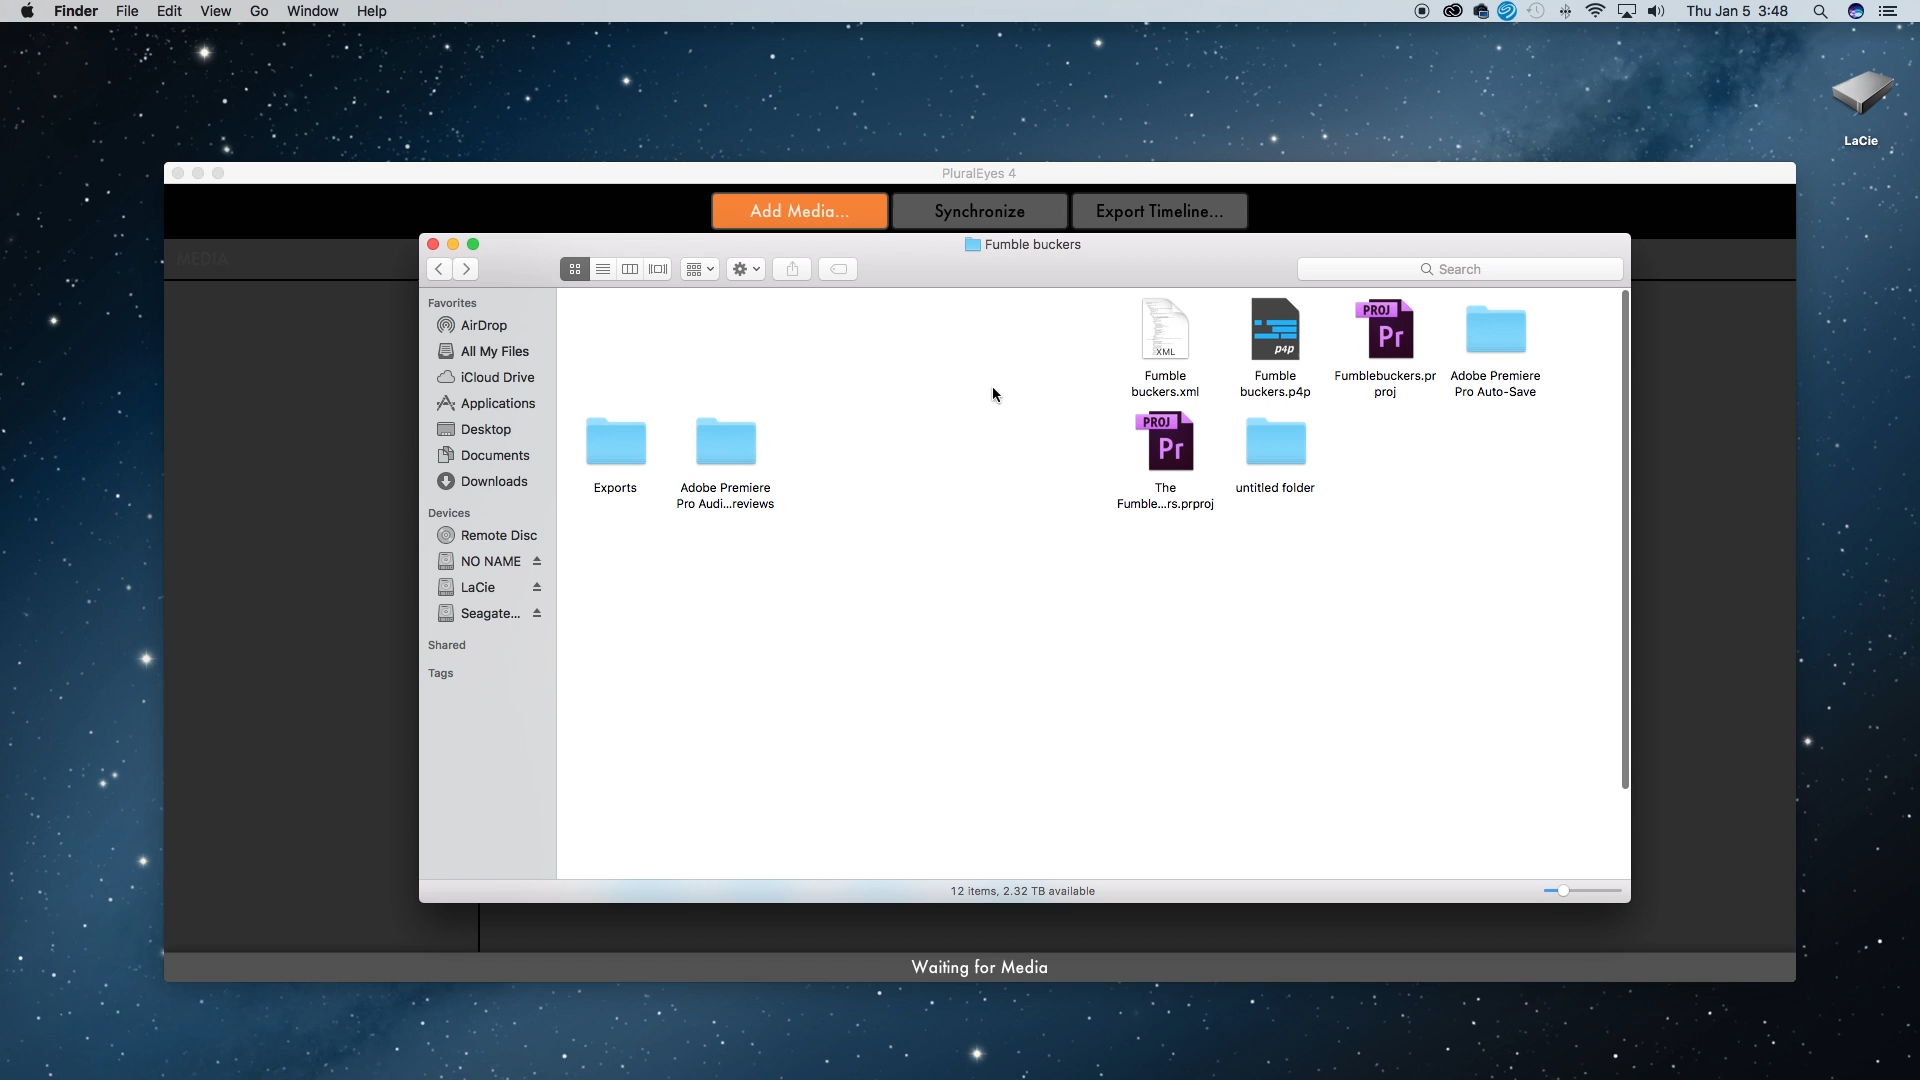 Finder File Edit View Go Window Help
Thu Jan 5 3:48
LaCie
PluralEyes 4
Add Media...
Synchronize
Export Timeline...
MEDIA
Fumble buckers
Search
Favorites
AirDrop
All My Files
iCloud Drive
Applications
Desktop
Documents
Downloads
Devices
Remote Disc
NO NAME
LaCie
Seagate...
Shared
Tags
XML
Fumble
buckers.xml
p4p
Fumble
buckers.p4p
PROJ
Pr
Fumblebuckers.pr
proj
Adobe Premiere
Pro Auto-Save
Exports
Adobe Premiere
Pro Audi...reviews
PROJ
Pr
The
Fumble...rs.prproj
untitled folder
12 items, 2.32 TB available
Waiting for Media